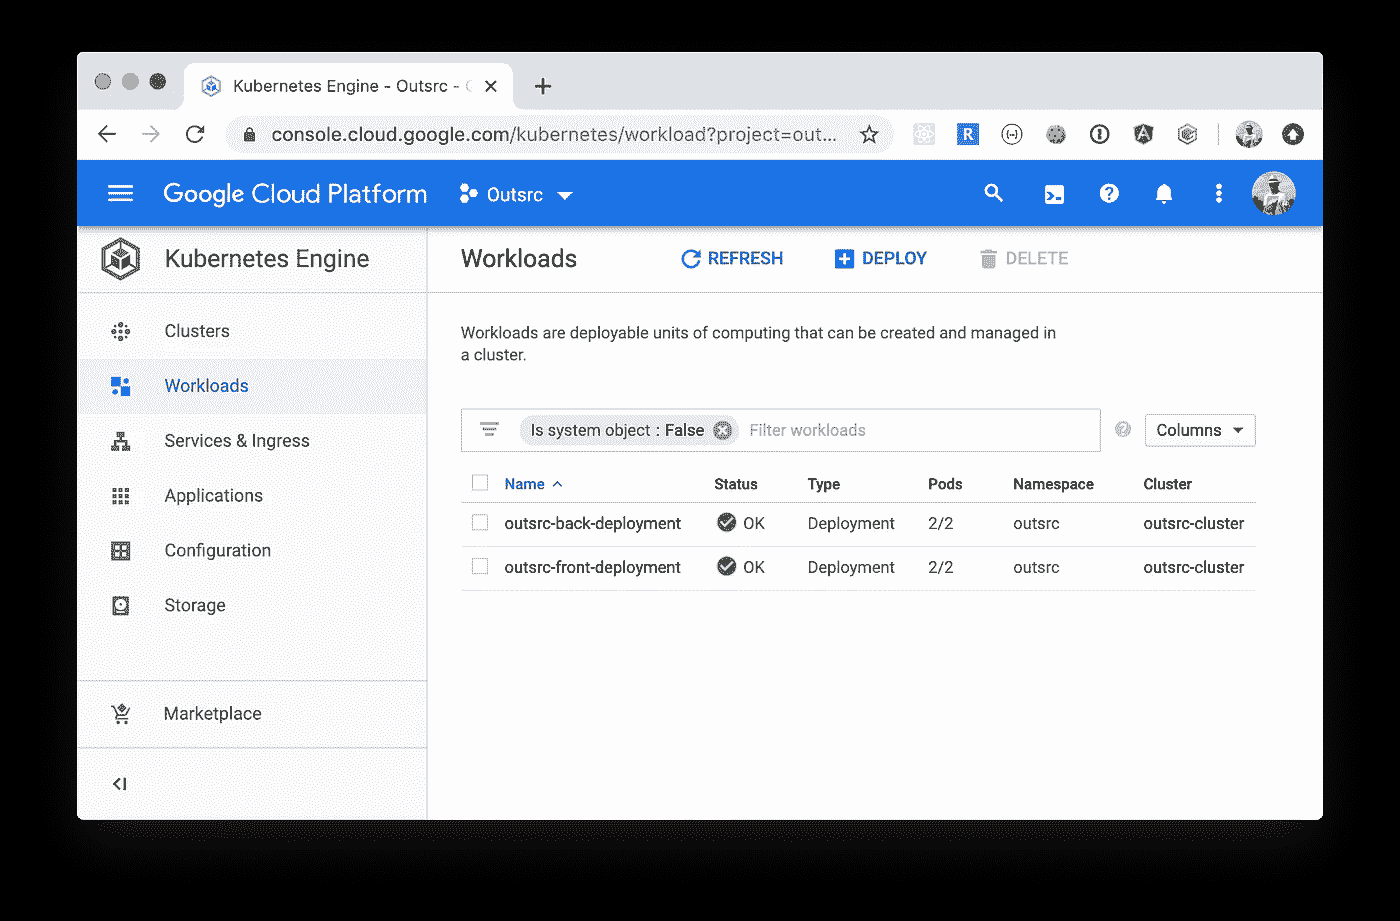 Kubernetes Engine - Outsrc -
console.cloud.google.com/kubernetes/workload?project=out...
R
Google Cloud Platform
Outsrc
Kubernetes Engine
Workloads
REFRESH
DEPLOY
DELETE
Clusters
Workloads
Services & Ingress
Applications
Configuration
Storage
Marketplace
Workloads are deployable units of computing that can be created and managed in
a cluster.
Is system object : False
Filter workloads
Columns
Name Status Type Pods Namespace Cluster
outsrc-back-deployment OK Deployment 2/2 outsrc outsrc-cluster
outsrc-front-deployment OK Deployment 2/2 outsrc outsrc-cluster